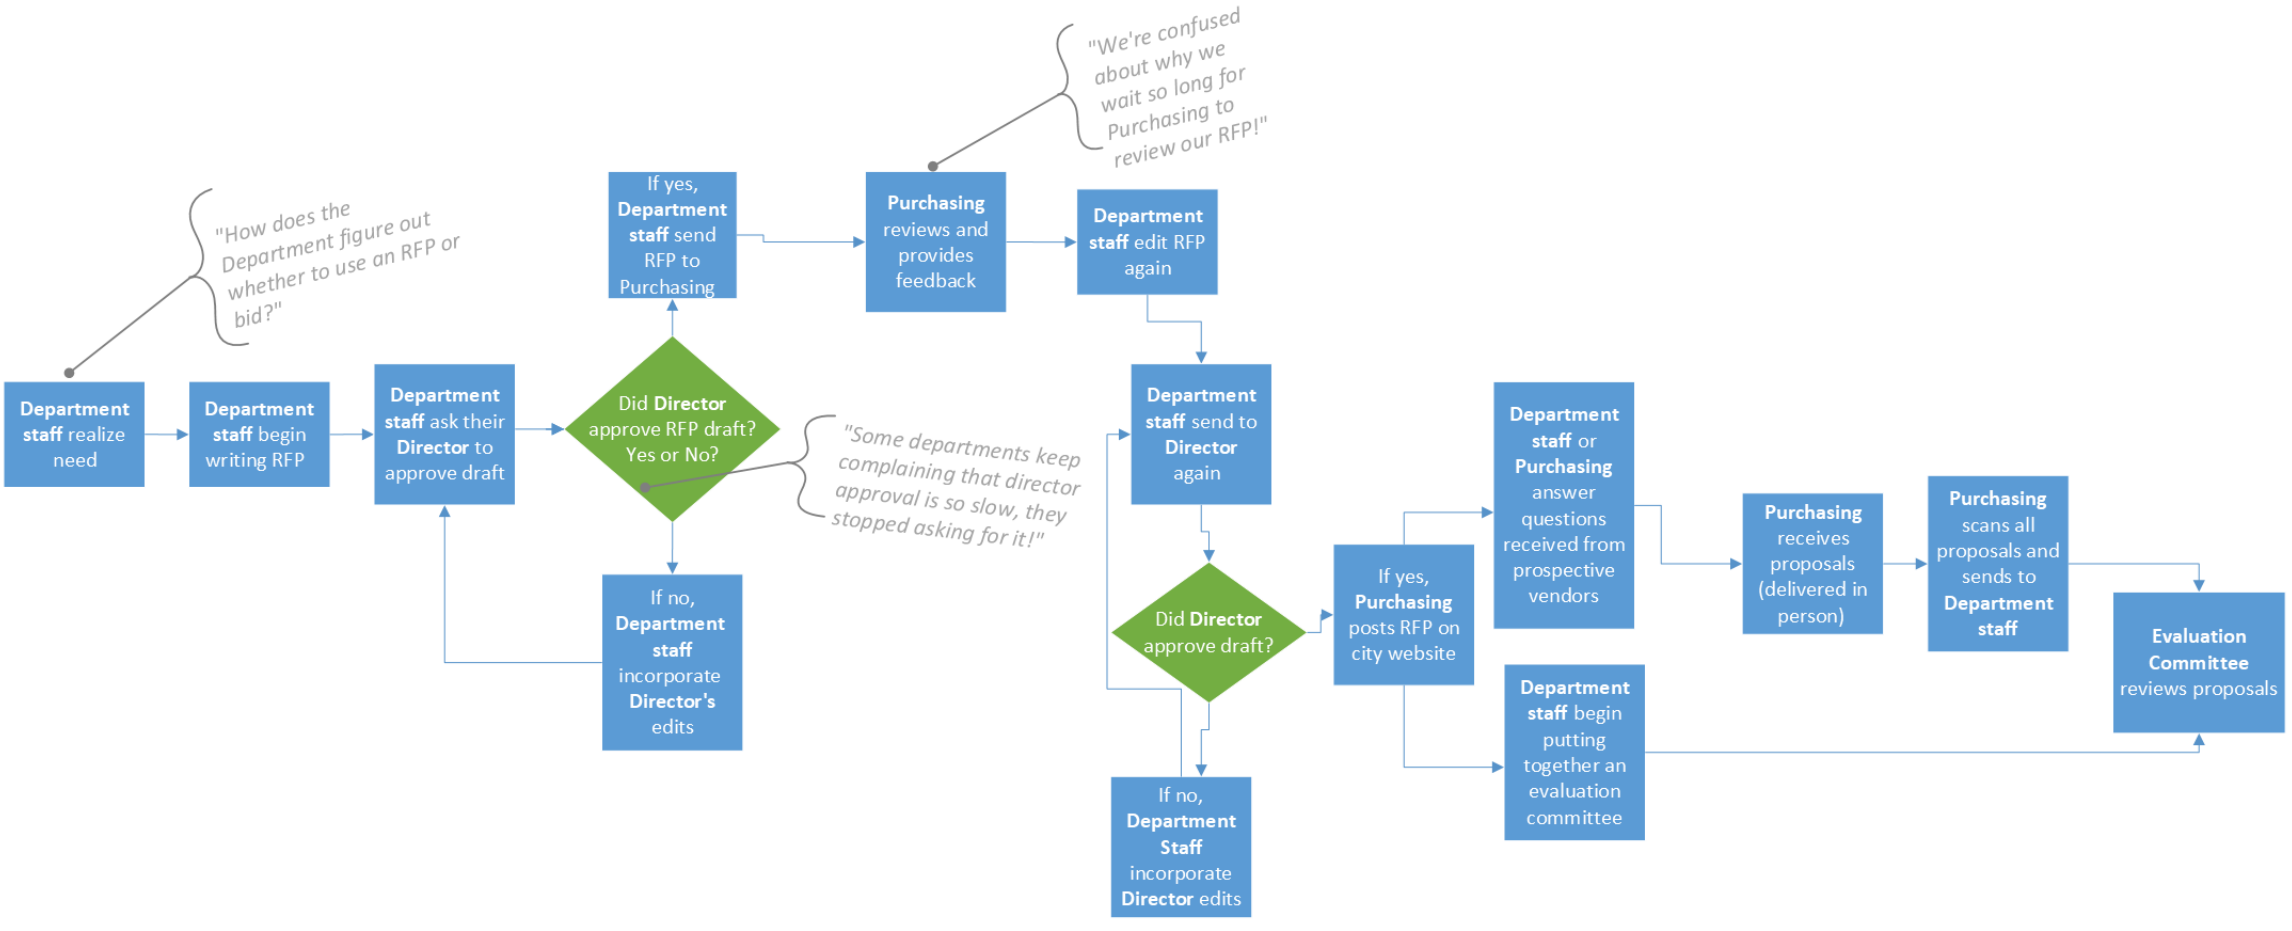 "We're confused
about why we
wait so long for
Purchasing to
review our RFP!"
"How does the
Department figure out
whether to use an RFP or
bid?"
If yes,
Department
staff send
RFP to
Purchasing
Purchasing
reviews and
provides
feedback
Department
staff edit RFP
again
Department
staff realize
need
Department
staff begin
writing RFP
Department
staff ask their
Director to
approve draft
Did Director
approve RFP draft?
Yes or No?
"Some departments keep
complaining that director
approval is so slow, they
stopped asking for it!"
If no,
Department
staff
incorporate
Director's
edits
Department
staff send to
Director
again
Did Director
approve draft?
If no,
Department
Staff
incorporate
Director edits
If yes,
Purchasing
posts RFP on
city website
Department
staff or
Purchasing
answer
questions
received from
prospective
vendors
Department
staff begin
putting
together an
evaluation
committee
Purchasing
receives
proposals
(delivered in
person)
Purchasing
scans all
proposals and
sends to
Department
staff
Evaluation
Committee
reviews proposals